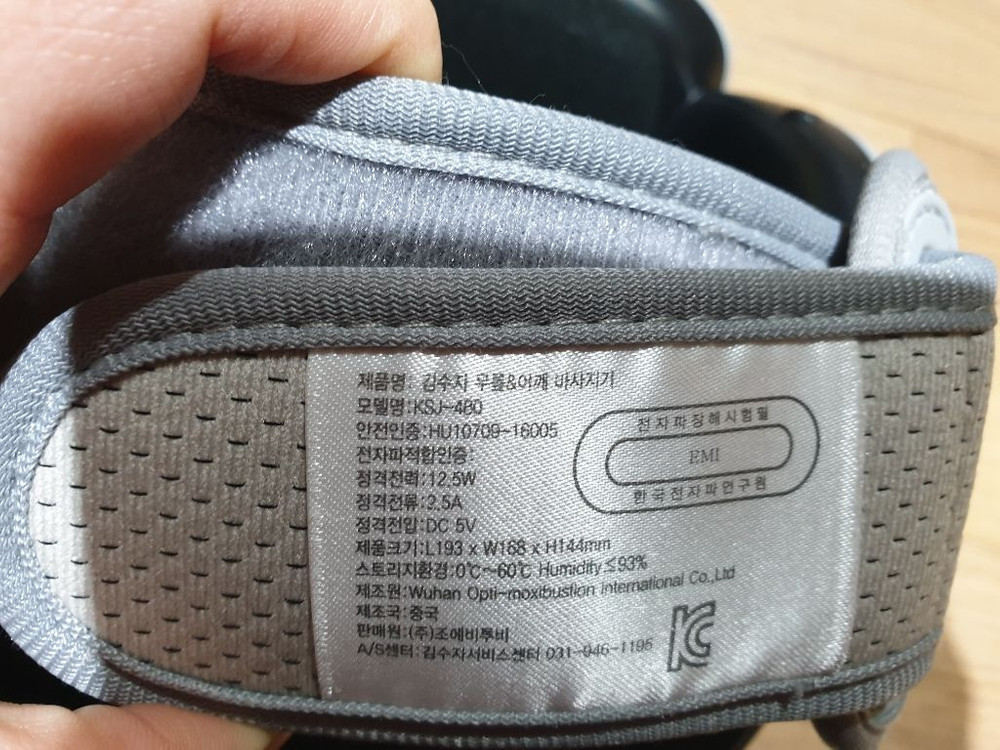 제품명: 김수자 무릎&어깨 마사지기
모델명:KSJ-480
안전인증:HU10709-16005
전자파적합인증:
정격전력:12.5W
정격전류:2.5A
정격전압:DC 5V
제품크기:L193 x W168 x H144mm
스토리지환경:0℃~60℃ Humidify≤93%
제조원:Wuhan Opti-moxibustion International Co.,Ltd
제조국:중국
판매원:(주)조에비투비
A/S센터:김수자서비스센터 031-946-1195
전자파장해시험필
EMI
한국전자파연구원
KC